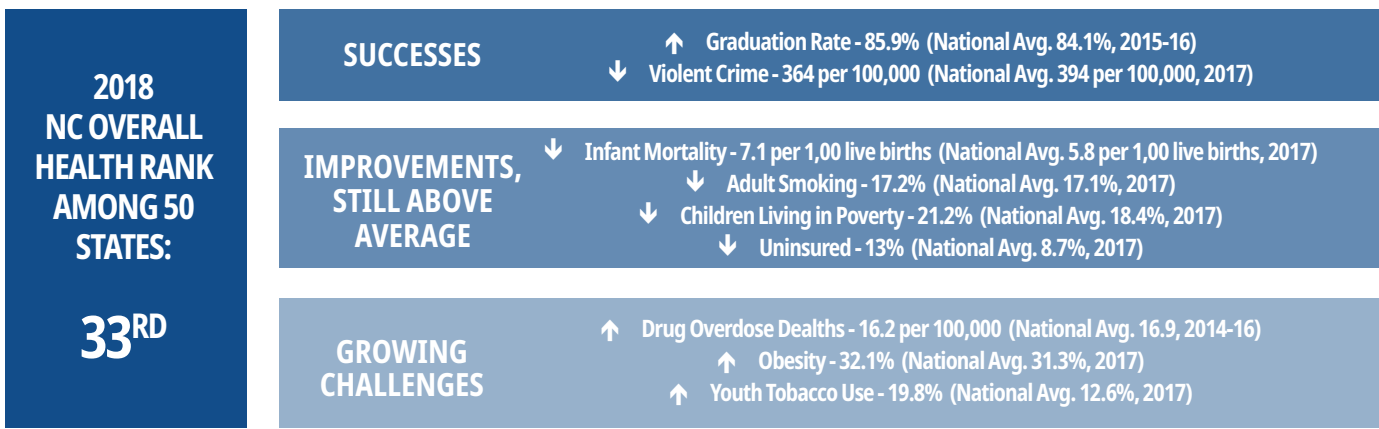 2018
NC OVERALL
HEALTH RANK
AMONG 50
STATES:
33RD
SUCCESSES
↑ Graduation Rate - 85.9% (National Avg. 84.1%, 2015-16)
↓ Violent Crime - 364 per 100,000 (National Avg. 394 per 100,000, 2017)
IMPROVEMENTS,
STILL ABOVE
AVERAGE
↓ Infant Mortality - 7.1 per 1,00 live births (National Avg. 5.8 per 1,00 live births, 2017)
↓ Adult Smoking - 17.2% (National Avg. 17.1%, 2017)
↓ Children Living in Poverty - 21.2% (National Avg. 18.4%, 2017)
↓ Uninsured - 13% (National Avg. 8.7%, 2017)
GROWING
CHALLENGES
↑ Drug Overdose Dealths - 16.2 per 100,000 (National Avg. 16.9, 2014-16)
↑ Obesity - 32.1% (National Avg. 31.3%, 2017)
↑ Youth Tobacco Use - 19.8% (National Avg. 12.6%, 2017)